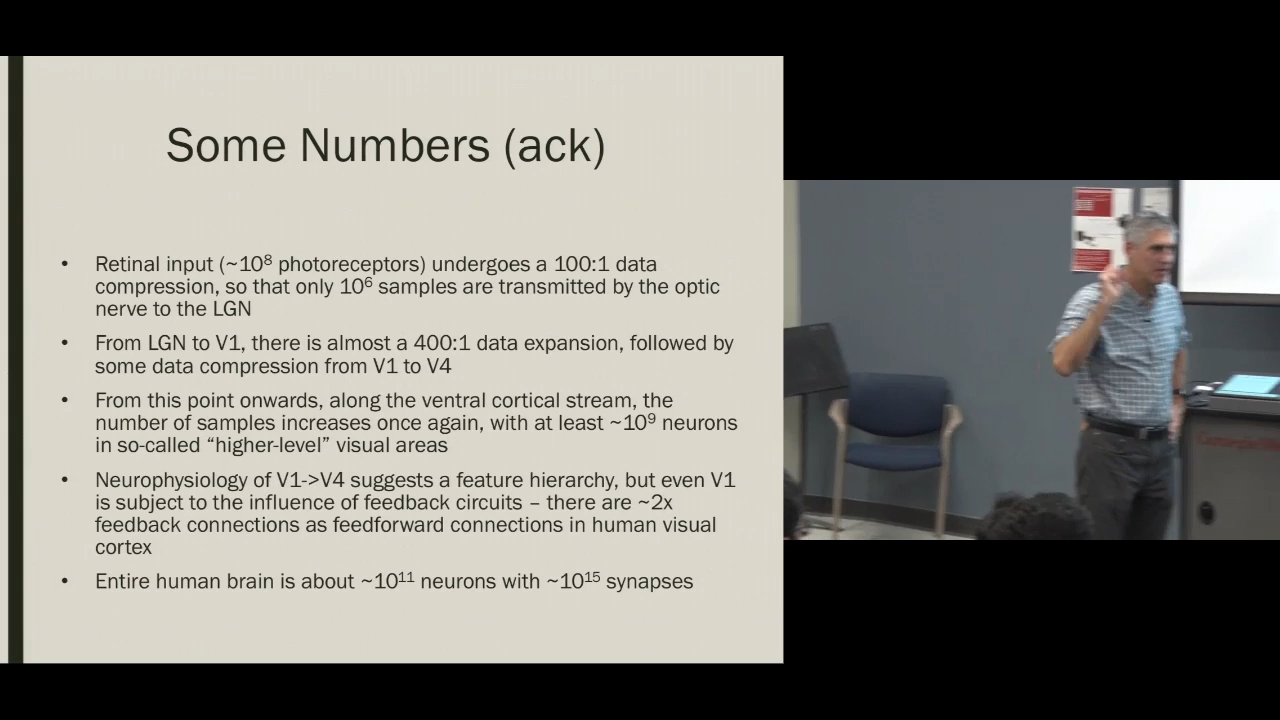 Some Numbers (ack)
• Retinal input (~10⁸ photoreceptors) undergoes a 100:1 data
compression, so that only 10⁶ samples are transmitted by the optic
nerve to the LGN
• From LGN to V1, there is almost a 400:1 data expansion, followed by
some data compression from V1 to V4
• From this point onwards, along the ventral cortical stream, the
number of samples increases once again, with at least ~10⁹ neurons
in so-called “higher-level” visual areas
• Neurophysiology of V1->V4 suggests a feature hierarchy, but even V1
is subject to the influence of feedback circuits – there are ~2x
feedback connections as feedforward connections in human visual
cortex
• Entire human brain is about ~10¹¹ neurons with ~10¹⁵ synapses